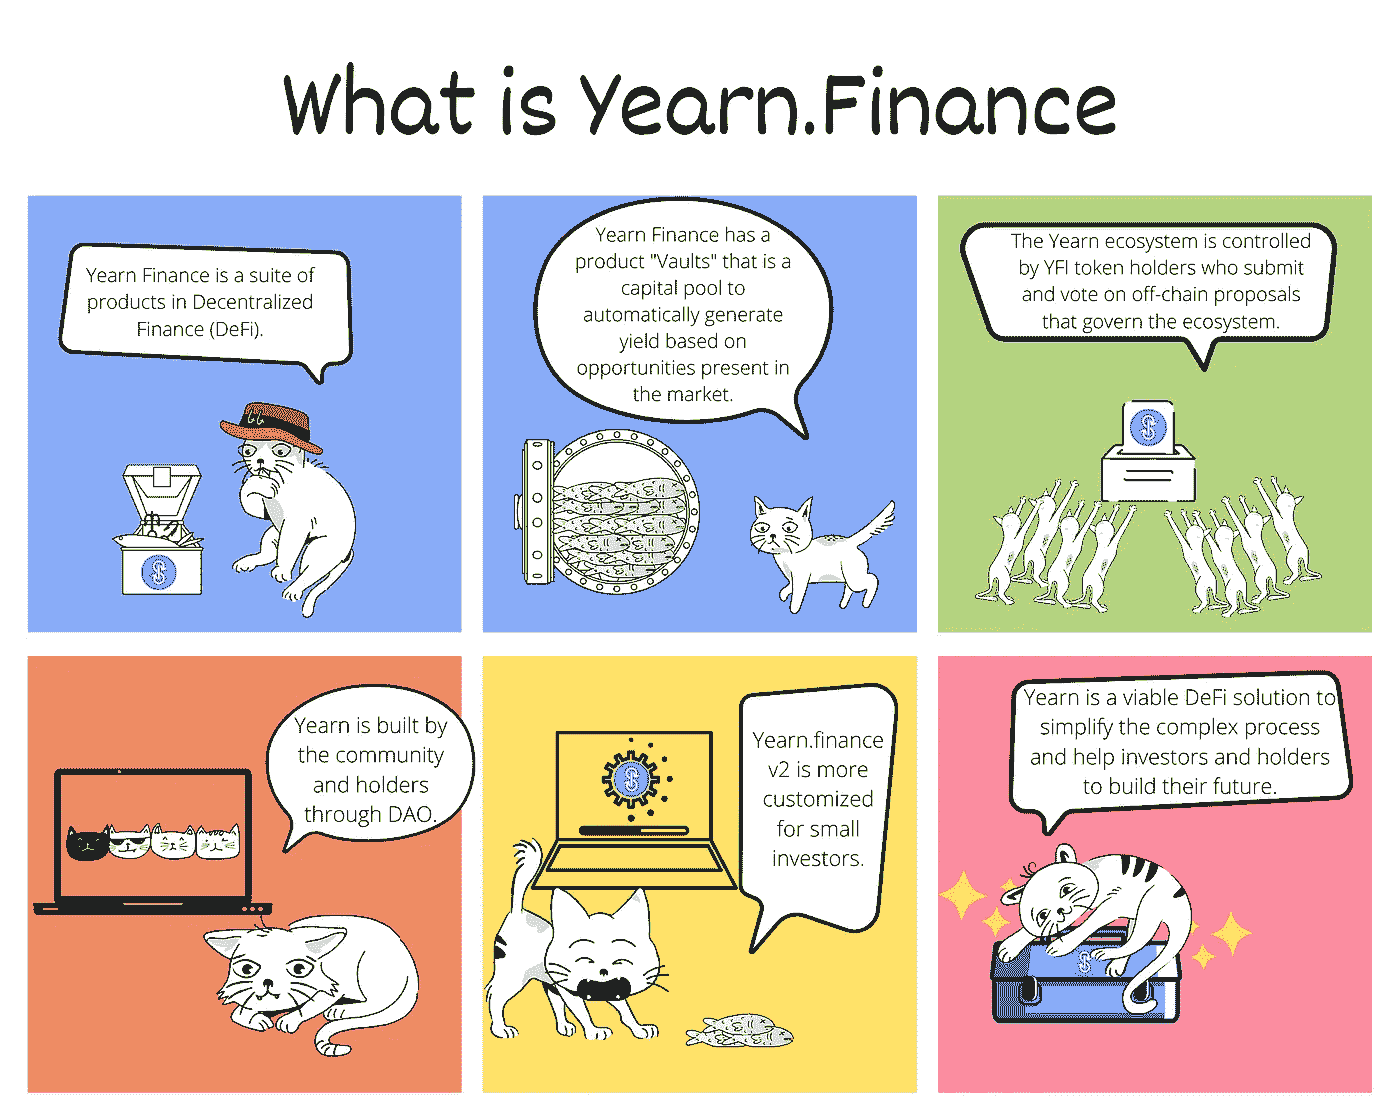 What is Yearn.Finance
Yearn Finance is a suite of
products in Decentralized
Finance (DeFi).
Yearn Finance has a
product "Vaults" that is a
capital pool to
automatically generate
yield based on
opportunities present in
the market.
The Yearn ecosystem is controlled
by YFI token holders who submit
and vote on off-chain proposals
that govern the ecosystem.
Yearn is built by
the community
and holders
through DAO.
Yearn.finance
v2 is more
customized
for small
investors.
Yearn is a viable DeFi solution to
simplify the complex process
and help investors and holders
to build their future.